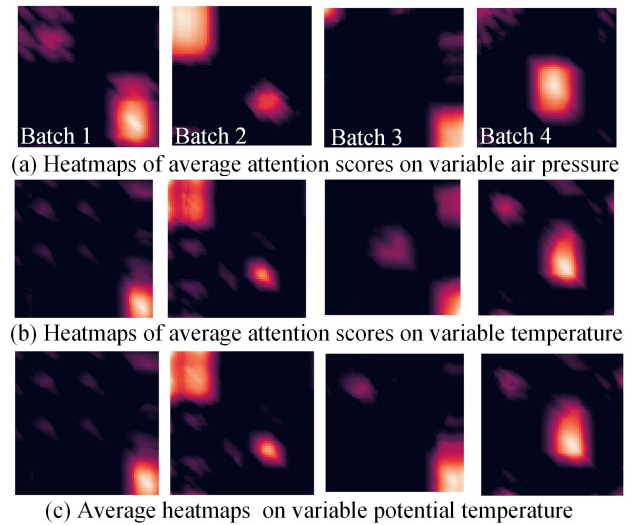 Batch 1 Batch 2 Batch 3 Batch 4
(a) Heatmaps of average attention scores on variable air pressure
(b) Heatmaps of average attention scores on variable temperature
(c) Average heatmaps on variable potential temperature